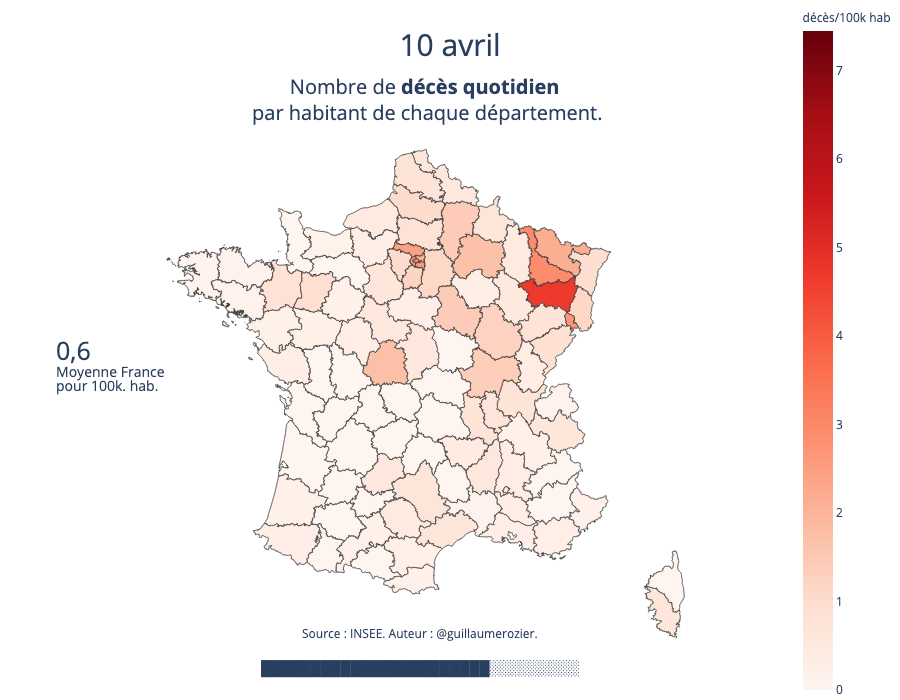 décès/100k hab
10 avril
Nombre de décès quotidien
par habitant de chaque département.
7
6
5
4
3
2
1
0
0,6
Moyenne France
pour 100k. hab.
Source : INSEE. Auteur : @guillaumerozier.